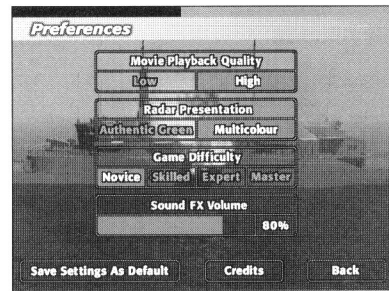 Preferences
Movie Playback Quality
Low High
Radar Presentation
Authentic Green Multicolour
Game Difficulty
Novice Skilled Expert Master
Sound FX Volume
80%
Save Settings As Default Credits Back